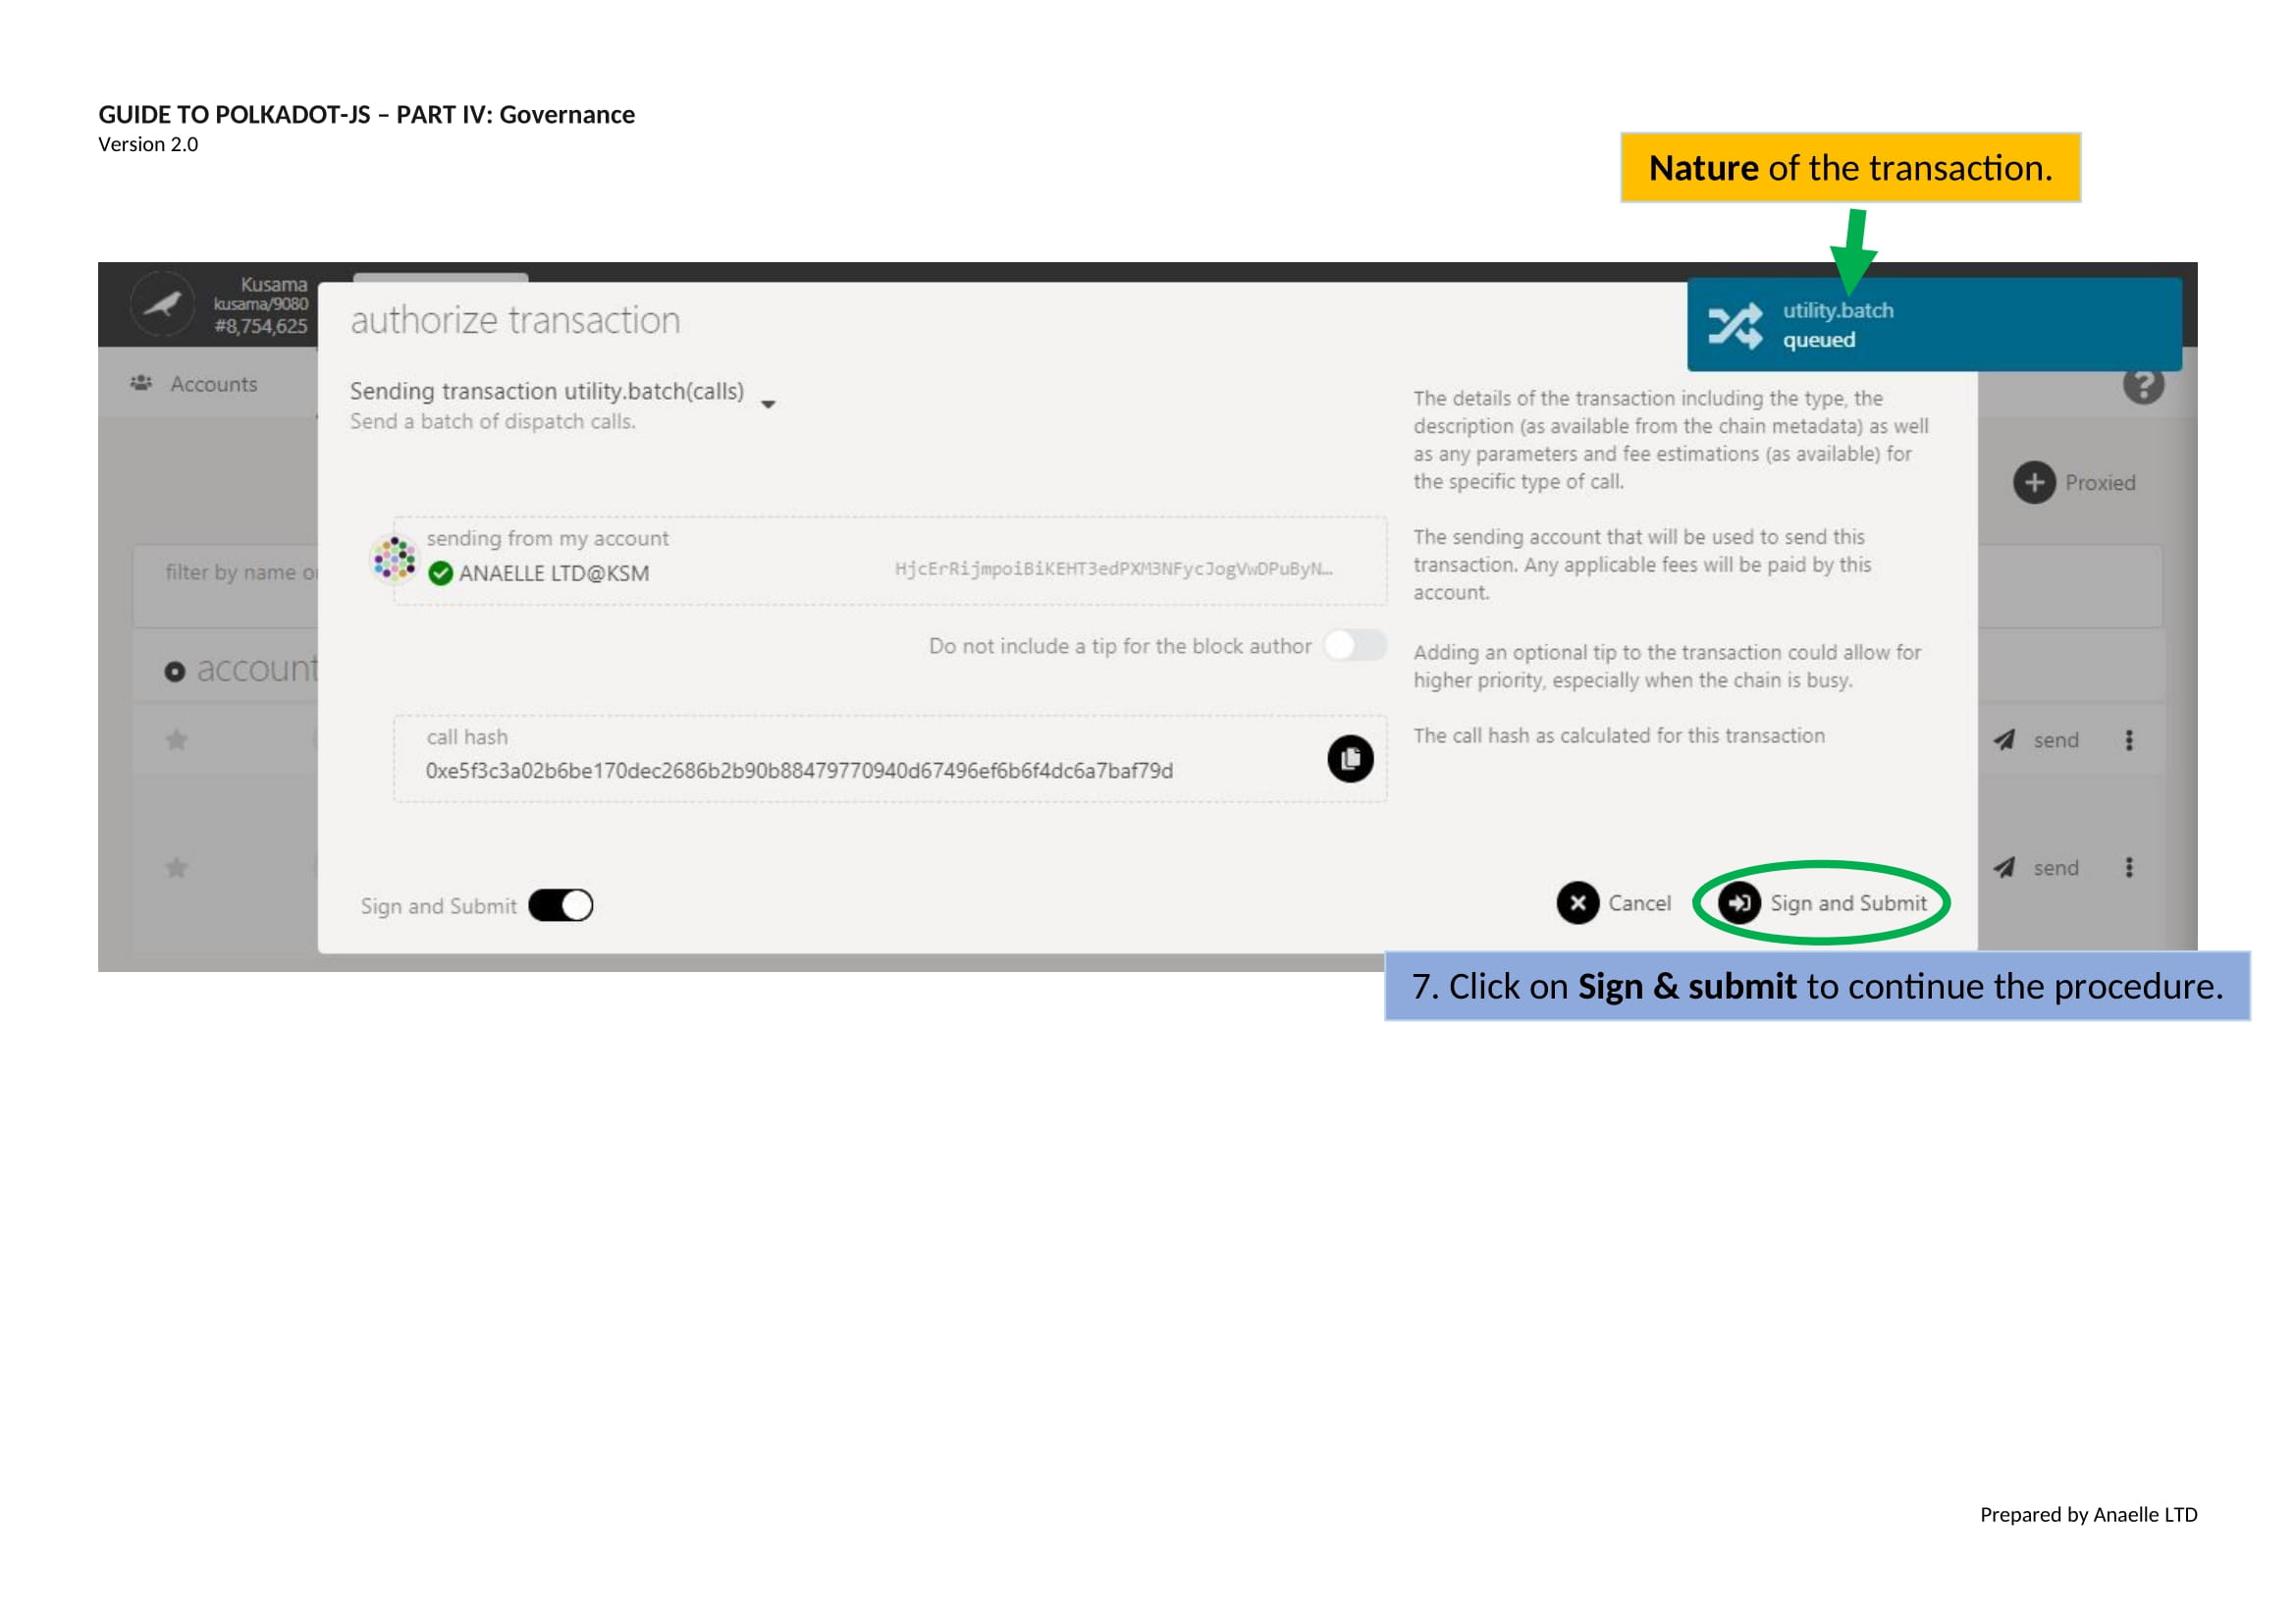 GUIDE TO POLKADOT-JS – PART IV: Governance
Version 2.0
Nature of the transaction.
Kusama
kusama/9080
#8,754,625
authorize transaction
utility.batch
queued
Accounts
Sending transaction utility.batch(calls)
Send a batch of dispatch calls.
The details of the transaction including the type, the
description (as available from the chain metadata) as well
as any parameters and fee estimations (as available) for
the specific type of call.
Proxied
sending from my account
ANAELLE LTD@KSM
HjcErRijmpoiBiKEHT3edPXM3NFycJogVwDPuByN…
The sending account that will be used to send this
transaction. Any applicable fees will be paid by this
account.
filter by name
Do not include a tip for the block author
Adding an optional tip to the transaction could allow for
higher priority, especially when the chain is busy.
account
call hash
0xe5f3c3a02b6be170dec2686b2b90b88479770940d67496ef6b6f4dc6a7baf79d
The call hash as calculated for this transaction
send
send
Sign and Submit
Cancel
Sign and Submit
7. Click on Sign & submit to continue the procedure.
Prepared by Anaelle LTD